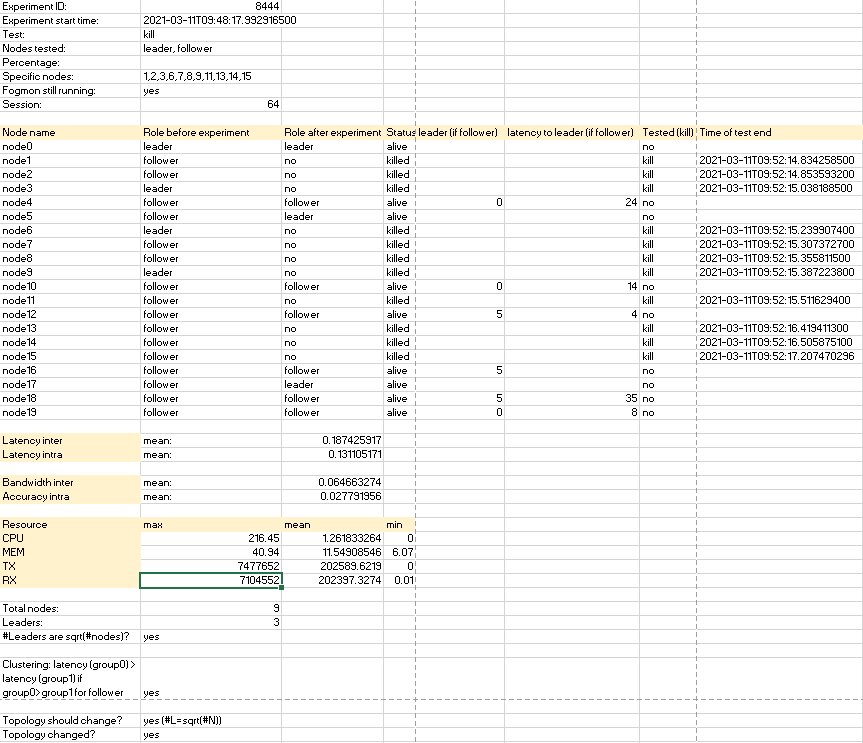 Experiment ID: 8444
Experiment start time: 2021-03-11T09:48:17.992916500
Test: kill
Nodes tested: leader, follower
Percentage:
Specific nodes: 1,2,3,6,7,8,9,11,13,14,15
Fogmon still running: yes
Session: 64
Node name Role before experiment Role after experiment Status leader (if follower) latency to leader (if follower) Tested (kill) Time of test end
node0 leader leader alive no
node1 follower no killed kill 2021-03-11T09:52:14.834258500
node2 follower no killed kill 2021-03-11T09:52:14.853593200
node3 leader no killed kill 2021-03-11T09:52:15.038188500
node4 follower follower alive 0 24 no
node5 follower leader alive no
node6 leader no killed kill 2021-03-11T09:52:15.239907400
node7 follower no killed kill 2021-03-11T09:52:15.307372700
node8 follower no killed kill 2021-03-11T09:52:15.355811500
node9 leader no killed kill 2021-03-11T09:52:15.387223800
node10 follower follower alive 0 14 no
node11 follower no killed kill 2021-03-11T09:52:15.511629400
node12 follower follower alive 5 4 no
node13 follower no killed kill 2021-03-11T09:52:16.419411300
node14 follower no killed kill 2021-03-11T09:52:16.505875100
node15 follower no killed kill 2021-03-11T09:52:17.207470296
node16 follower follower alive 5 no
node17 follower leader alive no
node18 follower follower alive 5 35 no
node19 follower follower alive 0 8 no
Latency inter mean: 0.187425917
Latency intra mean: 0.131105171
Bandwidth inter mean: 0.064663274
Accuracy intra mean: 0.027791956
Resource max mean min
CPU 216.45 1.261833264 0
MEM 40.94 11.54908546 6.07
TX 7477652 202589.6219 0
RX 7104552 202397.3274 0.01
Total nodes: 9
Leaders: 3
#Leaders are sqrt(#nodes)? yes
Clustering: latency (group0) >
latency (group1) if
group0>group1 for follower yes
Topology should change? yes (#L=sqrt(#N))
Topology changed? yes